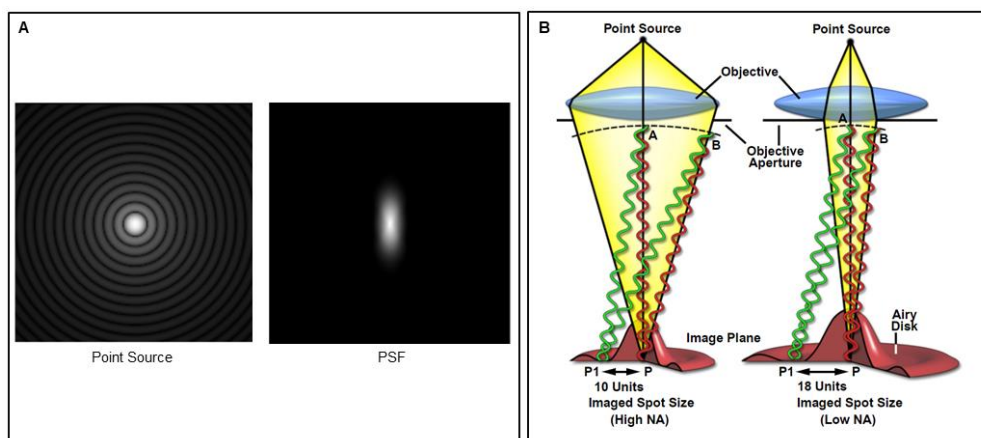 A
Point Source
PSF
B
Point Source
Point Source
Objective
A
B
Objective
Aperture
A
B
Image Plane
Airy
Disk
P1
P
10 Units
Imaged Spot Size
(High NA)
P1
P
18 Units
Imaged Spot Size
(Low NA)